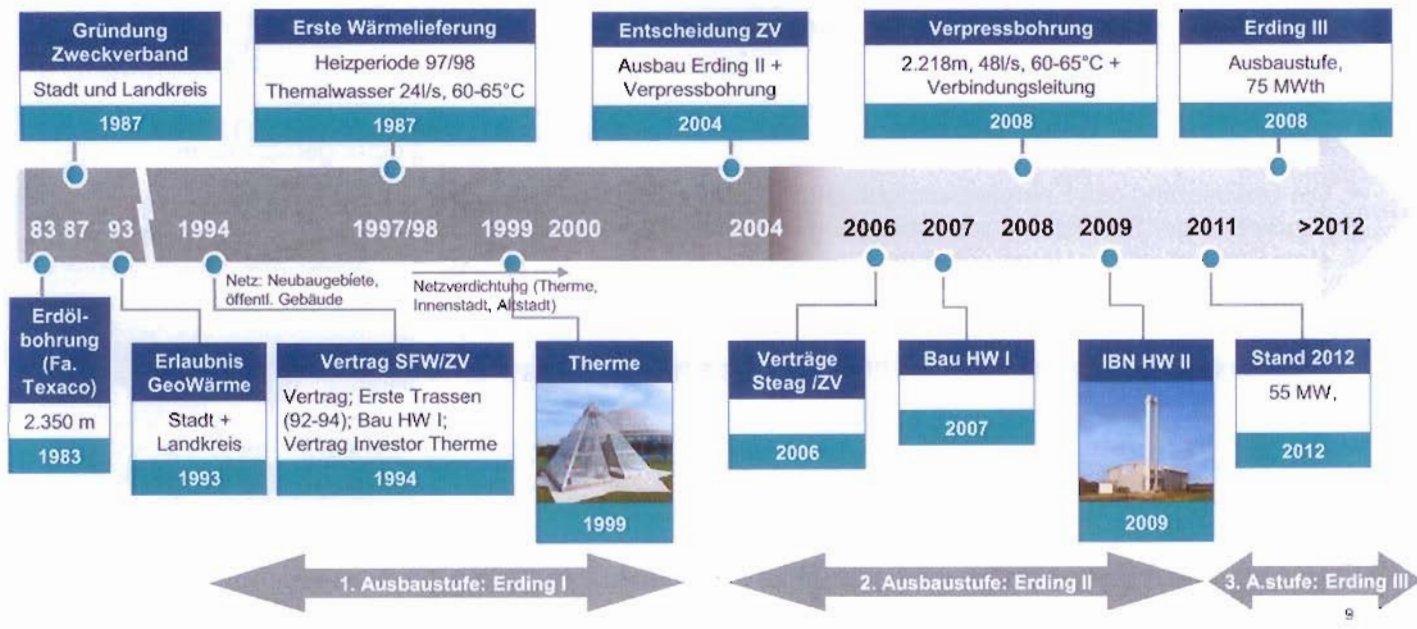 Gründung
Zweckverband
Stadt und Landkreis
1987
Erste Wärmelieferung
Heizperiode 97/98
Themalwasser 24l/s, 60-65°C
1987
Entscheidung ZV
Ausbau Erding II +
Verpressbohrung
2004
Verpressbohrung
2.218m, 48l/s, 60-65°C +
Verbindungsleitung
2008
Erding III
Ausbaustufe,
75 MWth
2008
83 87 93 1994 1997/98 1999 2000 2004 2006 2007 2008 2009 2011 >2012
Netz: Neubaugebiete,
öffentl. Gebäude
Netzverdichtung (Therme,
Innenstadt, Altstadt)
Erdöl-
bohrung
(Fa.
Texaco)
2.350 m
1983
Erlaubnis
GeoWärme
Stadt +
Landkreis
1993
Vertrag SFW/ZV
Vertrag; Erste Trassen
(92-94); Bau HW I;
Vertrag Investor Therme
1994
Therme
1999
Verträge
Steag /ZV
2006
Bau HW I
2007
IBN HW II
2009
Stand 2012
55 MW,
2012
1. Ausbaustufe: Erding I
2. Ausbaustufe: Erding II
3. A.stufe: Erding III
9